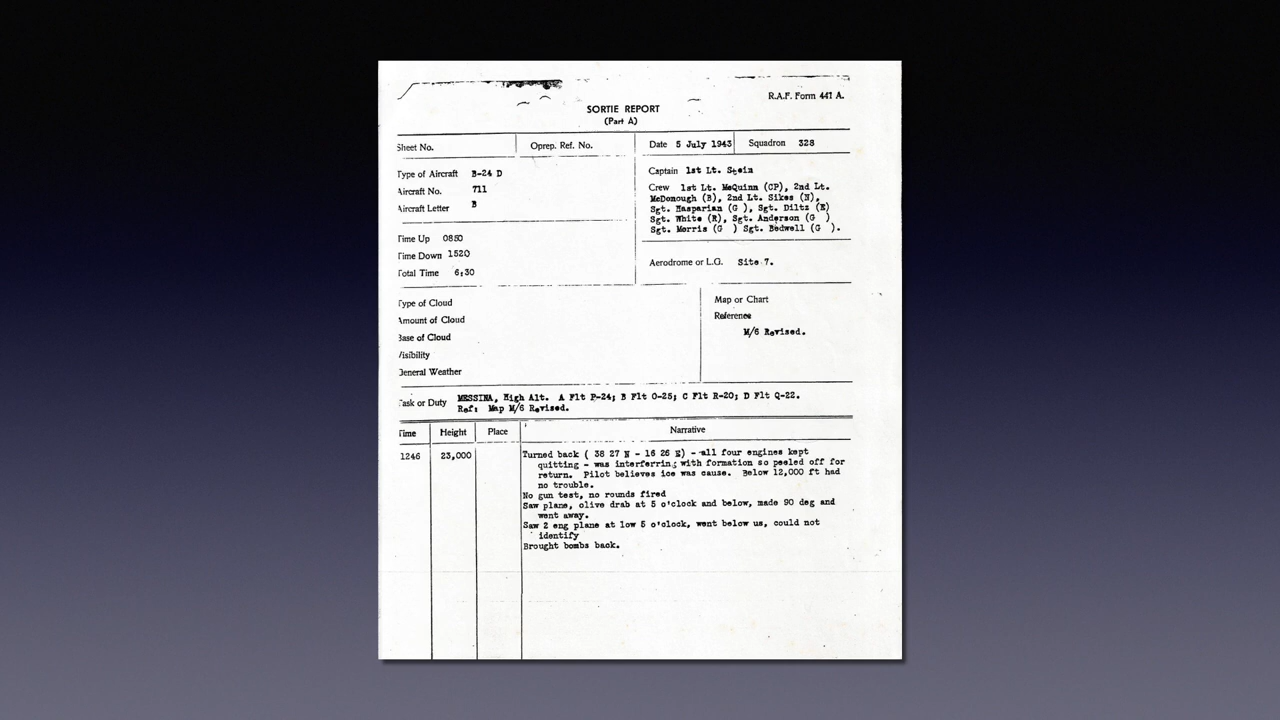 R.A.F. Form 441 A.
SORTIE REPORT
(Part A)
Sheet No.
Oprep. Ref. No.
Date 5 July 1943
Squadron 328
Type of Aircraft B-24 D
Aircraft No. 711
Aircraft Letter B
Captain 1st Lt. Stein
Crew 1st Lt. McQuinn (CP), 2nd Lt.
McDonough (B), 2nd Lt. Sikes (N),
Sgt. Hasparian (G ), Sgt. Diltz (E)
Sgt. White (R), Sgt. Anderson (G )
Sgt. Morris (G ) Sgt. Bedwell (G ).
Time Up 0850
Time Down 1520
Total Time 6:30
Aerodrome or L.G. Site 7.
Type of Cloud
Amount of Cloud
Base of Cloud
Visibility
General Weather
Map or Chart
Reference
M/6 Revised.
Task or Duty MESSINA, High Alt. A Flt P-24; B Flt O-25; C Flt R-20; D Flt Q-22.
Ref: Map M/6 Revised.
Time Height Place Narrative
1246 23,000 Turned back ( 38 27 N - 16 26 E) - all four engines kept
quitting - was interfering with formation so peeled off for
return. Pilot believes ice was cause. Below 12,000 ft had
no trouble.
No gun test, no rounds fired
Saw plane, olive drab at 5 o'clock and below, made 90 deg and
went away.
Saw 2 eng plane at low 5 o'clock, went below us, could not
identify
Brought bombs back.